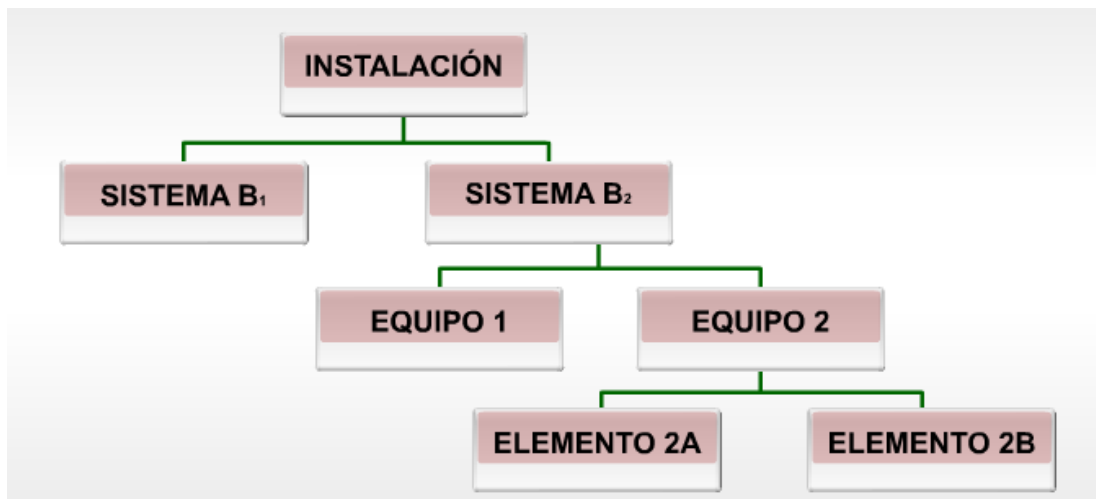 INSTALACIÓN
SISTEMA B₁
SISTEMA B₂
EQUIPO 1
EQUIPO 2
ELEMENTO 2A
ELEMENTO 2B